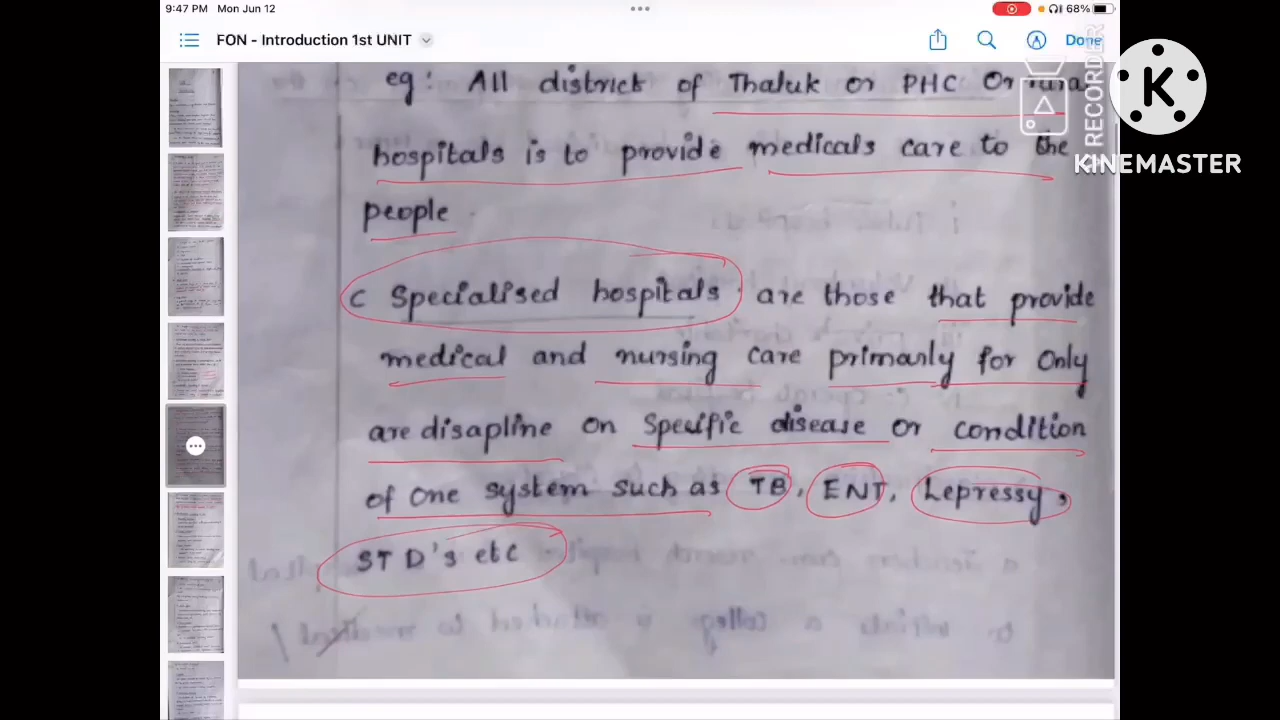 9:47 PM Mon Jun 12
68%
FON - Introduction 1st UNIT
Done
eg: All district of Thaluk or PHC Or rural
hospitals is to provide medicals care to the
people
c Specialised hospitals are those that provide
medical and nursing care primarly for Only
are disapline on Specific disease or condition
of One system such as TB, ENT, Lepressy,
STD's etc
RECORDER
K
KINEMASTER